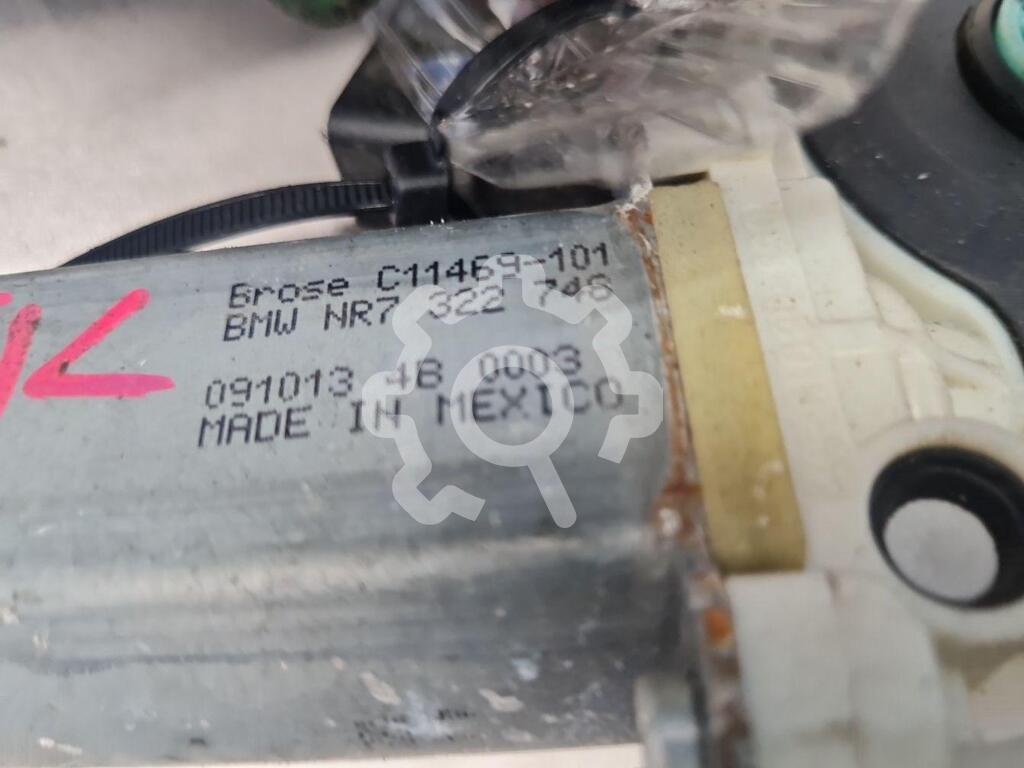 Brose C11469-101
BMW NR7 322 746
091013 4B 0003
MADE IN MEXICO